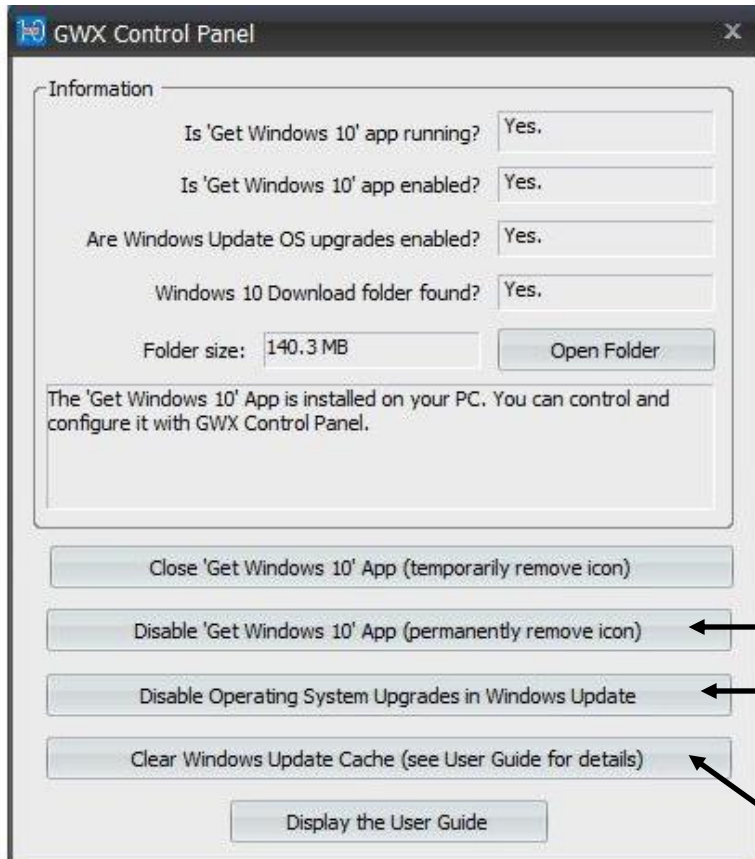 GWX Control Panel
Information
Is 'Get Windows 10' app running? Yes.
Is 'Get Windows 10' app enabled? Yes.
Are Windows Update OS upgrades enabled? Yes.
Windows 10 Download folder found? Yes.
Folder size: 140.3 MB Open Folder
The 'Get Windows 10' App is installed on your PC. You can control and
configure it with GWX Control Panel.
Close 'Get Windows 10' App (temporarily remove icon)
Disable 'Get Windows 10' App (permanently remove icon)
Disable Operating System Upgrades in Windows Update
Clear Windows Update Cache (see User Guide for details)
Display the User Guide